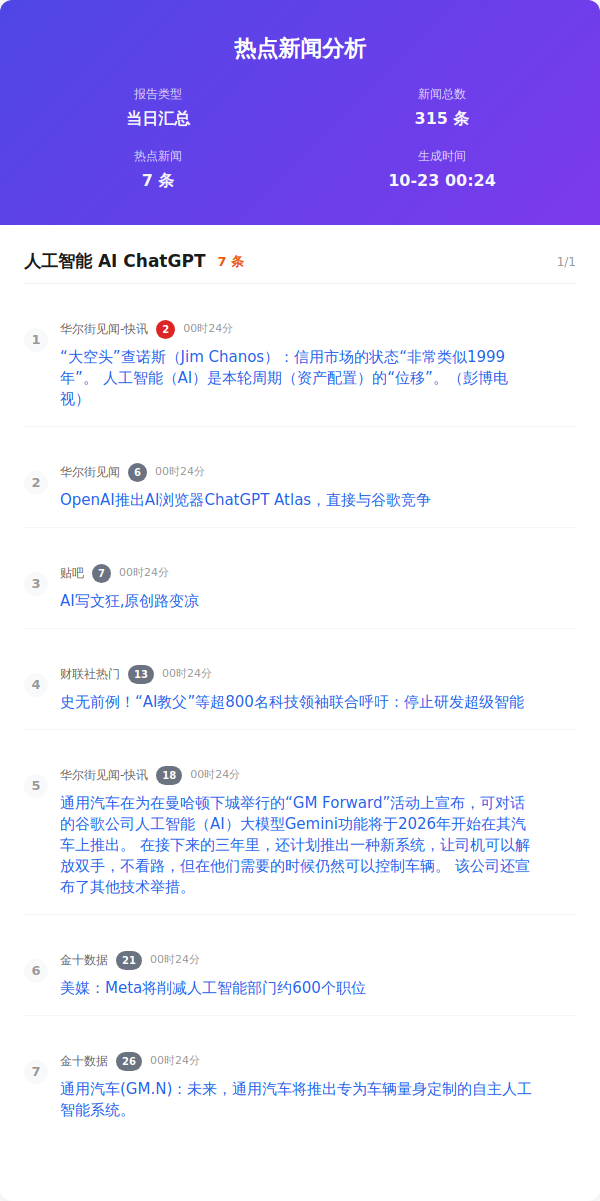 热点新闻分析
报告类型
新闻总数
当日汇总
315 条
热点新闻
生成时间
7 条
10-23 00:24
人工智能 AI ChatGPT 7 条 1/1
1
华尔街见闻-快讯 2 00时24分
“大空头”查诺斯（Jim Chanos）：信用市场的状态“非常类似1999
年”。 人工智能（AI）是本轮周期（资产配置）的“位移”。（彭博电
视）
2
华尔街见闻 6 00时24分
OpenAI推出AI浏览器ChatGPT Atlas，直接与谷歌竞争
3
贴吧 7 00时24分
AI写文狂,原创路变凉
4
财联社热门 13 00时24分
史无前例！“AI教父”等超800名科技领袖联合呼吁：停止研发超级智能
5
华尔街见闻-快讯 18 00时24分
通用汽车在为在曼哈顿下城举行的“GM Forward”活动上宣布，可对话
的谷歌公司人工智能（AI）大模型Gemini功能将于2026年开始在其汽
车上推出。 在接下来的三年里，还计划推出一种新系统，让司机可以解
放双手，不看路，但在他们需要的时候仍然可以控制车辆。 该公司还宣
布了其他技术举措。
6
金十数据 21 00时24分
美媒：Meta将削减人工智能部门约600个职位
7
金十数据 26 00时24分
通用汽车(GM.N)：未来，通用汽车将推出专为车辆量身定制的自主人工
智能系统。